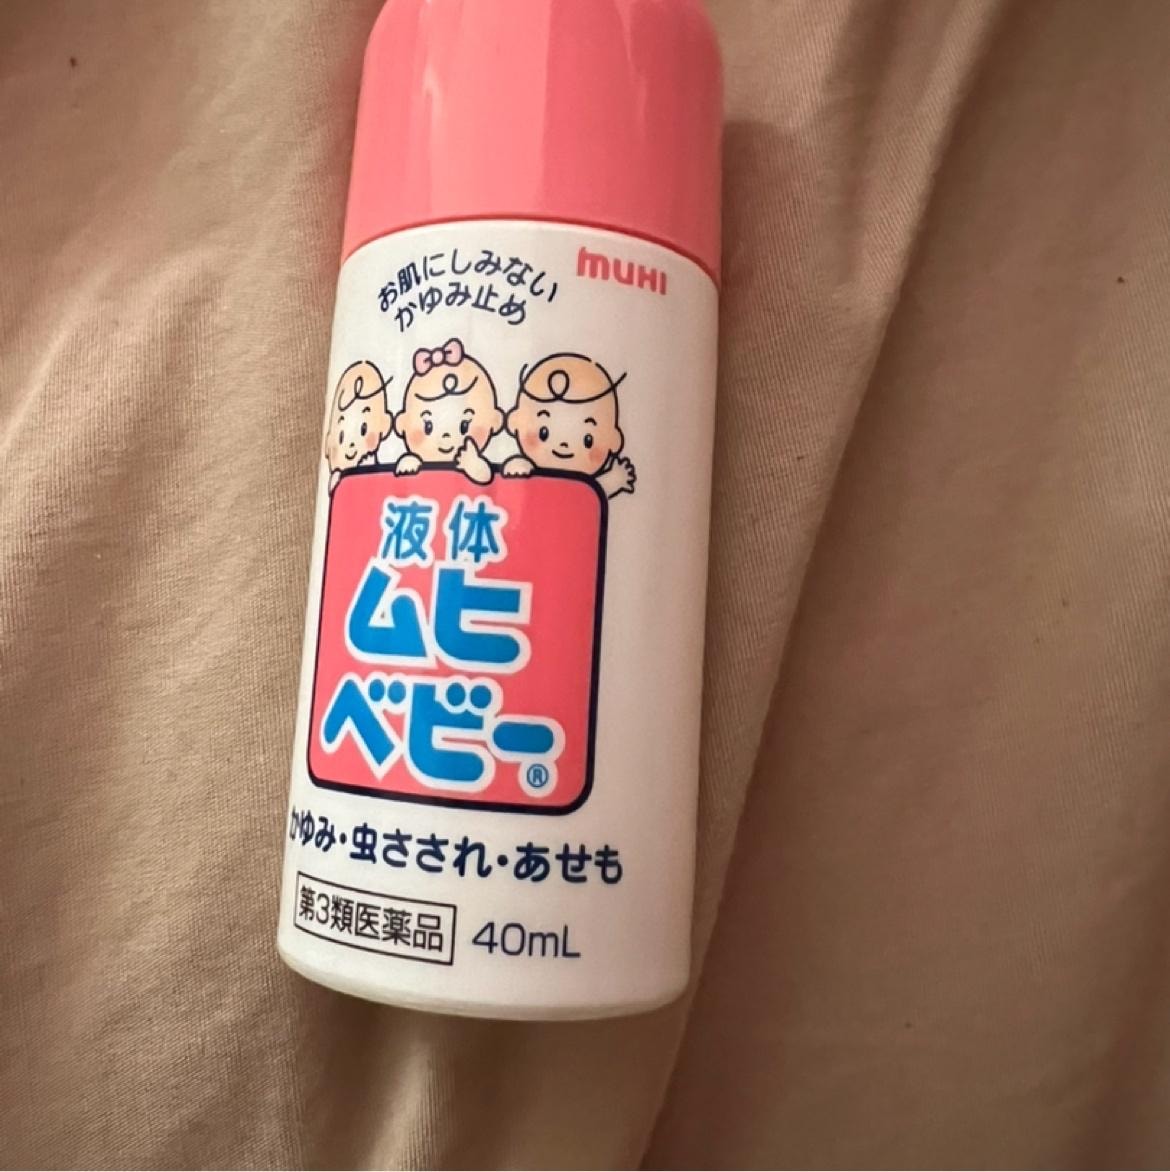 お肌にしみない
かゆみ止め
muHI
液体
ムヒ
ベビー®
かゆみ・虫さされ・あせも
第3類医薬品
40mL